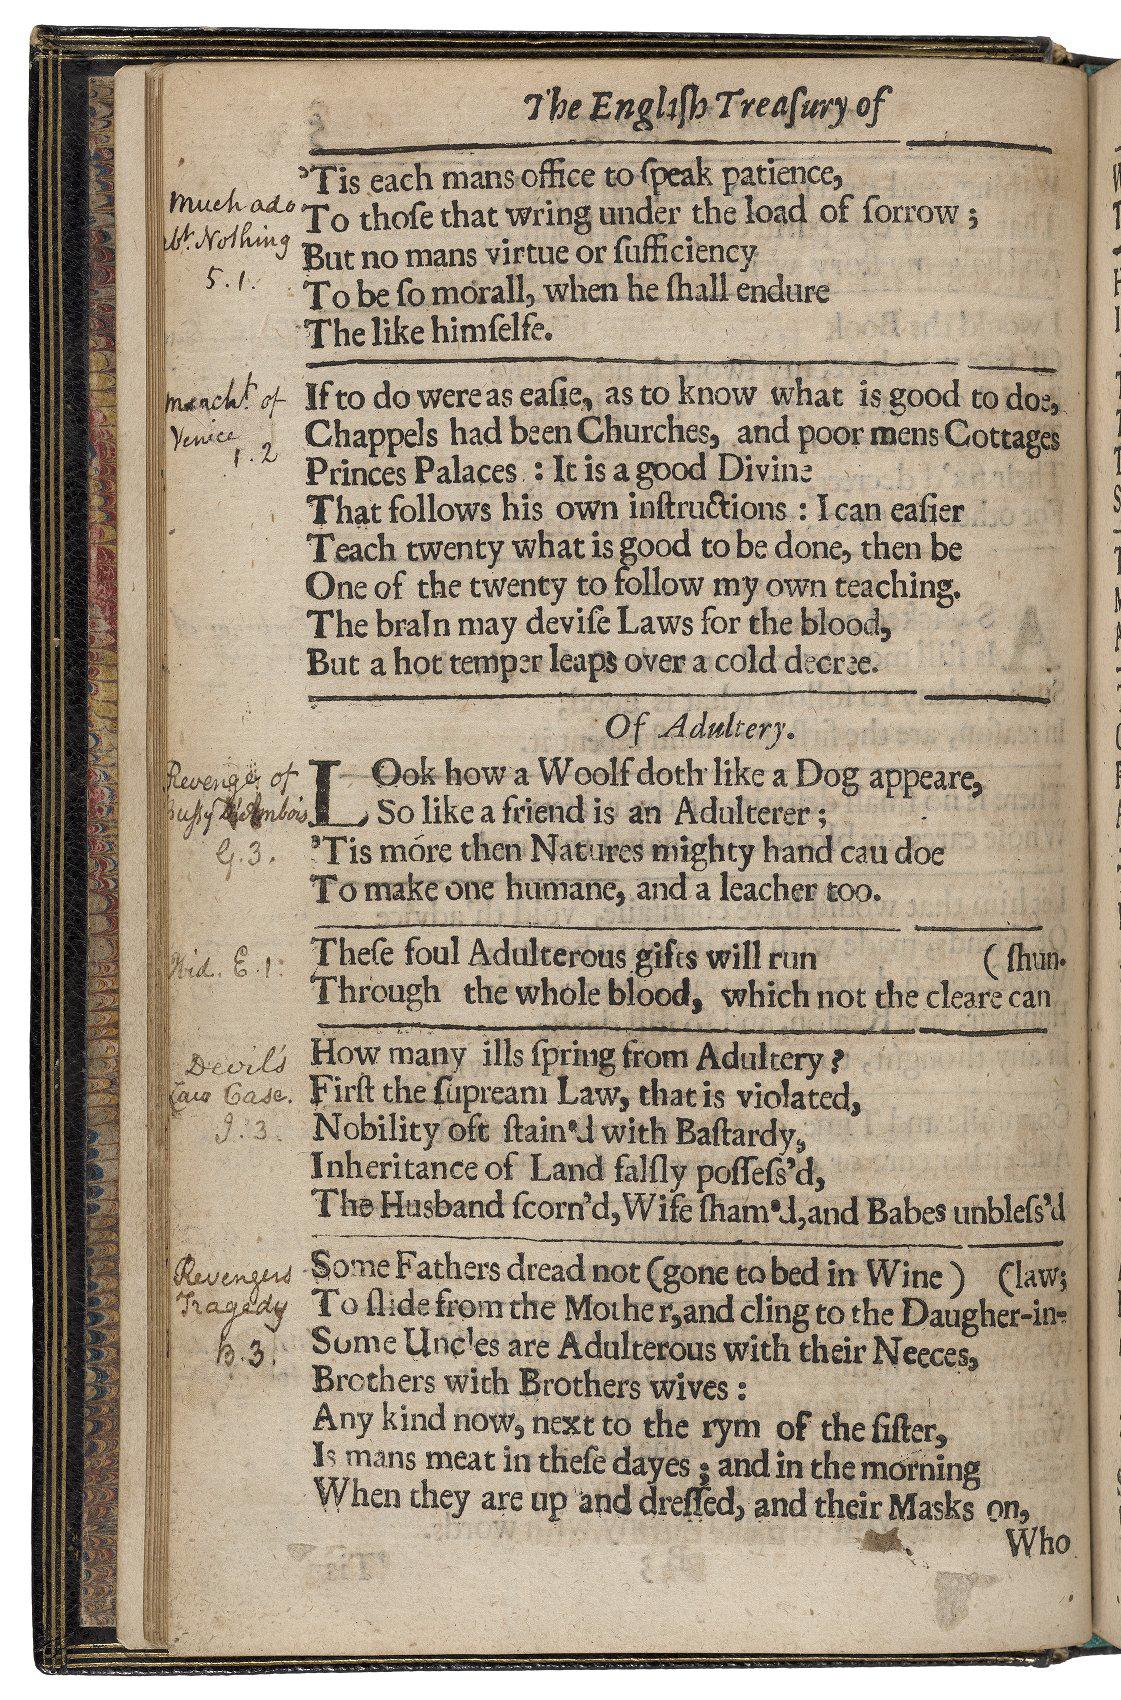 The Engliſh Treaſury of
Much ado
abt. Nothing
5.1.
'Tis each mans office to ſpeak patience,
To thoſe that wring under the load of ſorrow ;
But no mans virtue or ſufficiency
To be ſo morall, when he ſhall endure
The like himſelfe.
Marcht. of
Venice
1.2
If to do were as eaſie, as to know what is good to doe,
Chappels had been Churches, and poor mens Cottages
Princes Palaces : It is a good Divine
That follows his own inſtructions : I can eaſier
Teach twenty what is good to be done, then be
One of the twenty to follow my own teaching.
The braIn may deviſe Laws for the blood,
But a hot temper leaps over a cold decree.
Of Adultery.
Revenge of
Bussy D'Ambois
G.3.
LOok how a Woolf doth like a Dog appeare,
So like a friend is an Adulterer ;
'Tis more then Natures mighty hand cau doe
To make one humane, and a leacher too.
Ibid. E.1.
Theſe foul Adulterous gifts will run (ſhun.
Through the whole blood, which not the cleare can
Devil's
Law Case.
I.3.
How many ills ſpring from Adultery ?
Firſt the ſupream Law, that is violated,
Nobility oft ſtain'd with Baſtardy,
Inheritance of Land falſly poſſeſs'd,
The Husband ſcorn'd, Wife ſham'd, and Babes unbleſs'd
Revengers
Tragedy
B.3.
Some Fathers dread not (gone to bed in Wine) (law;
To ſlide from the Mother, and cling to the Daugher-in-
Some Uncles are Adulterous with their Neeces,
Brothers with Brothers wives :
Any kind now, next to the rym of the ſiſter,
Is mans meat in theſe dayes ; and in the morning
When they are up and dreſſed, and their Masks on,
Who